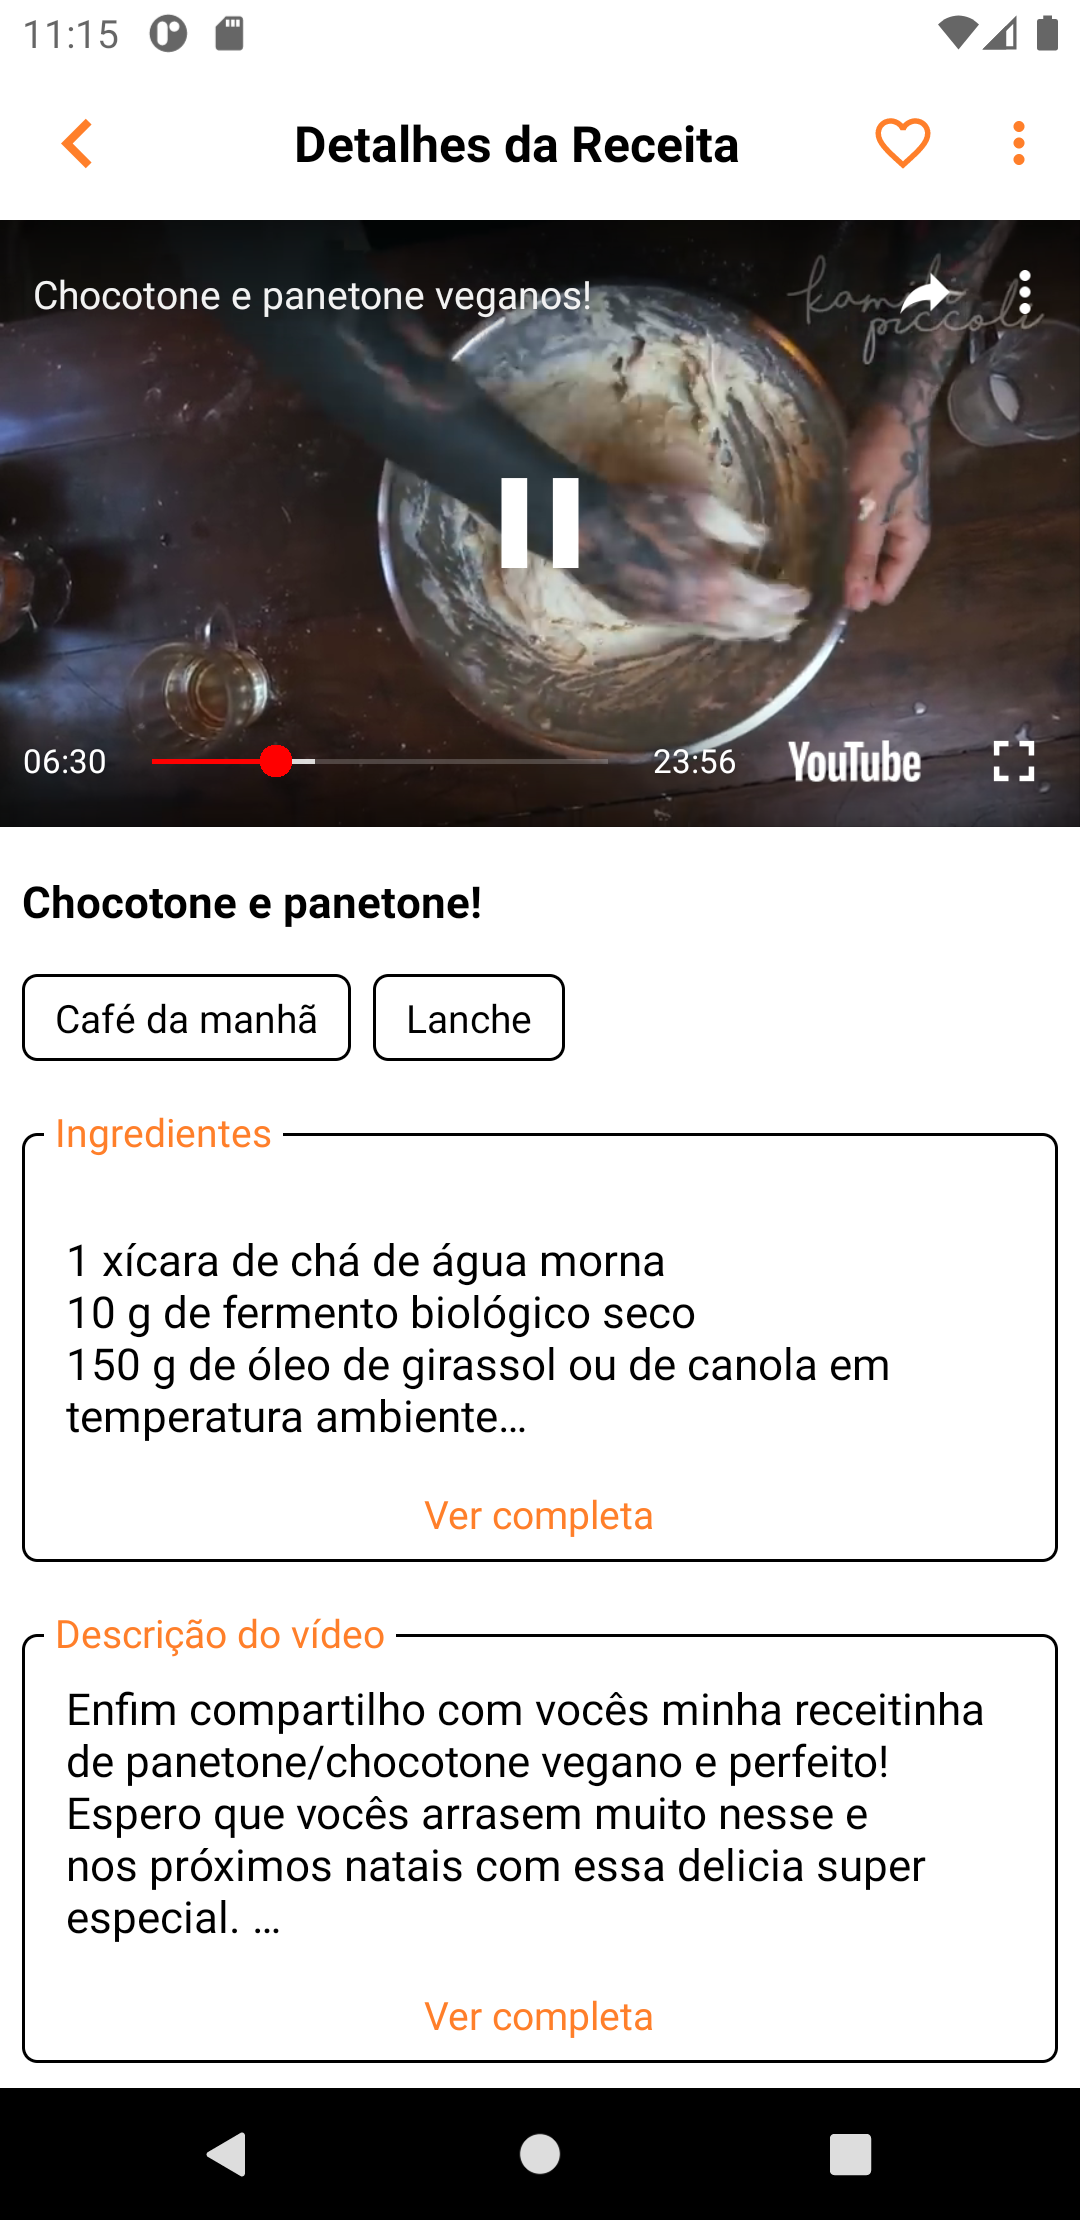 11:15
Detalhes da Receita
Chocotone e panetone veganos!
kamili
piccoli
06:30
23:56
YouTube
Chocotone e panetone!
Café da manhã
Lanche
Ingredientes
1 xícara de chá de água morna
10 g de fermento biológico seco
150 g de óleo de girassol ou de canola em
temperatura ambiente...
Ver completa
Descrição do vídeo
Enfim compartilho com vocês minha receitinha
de panetone/chocotone vegano e perfeito!
Espero que vocês arrasem muito nesse e
nos próximos natais com essa delicia super
especial. ...
Ver completa